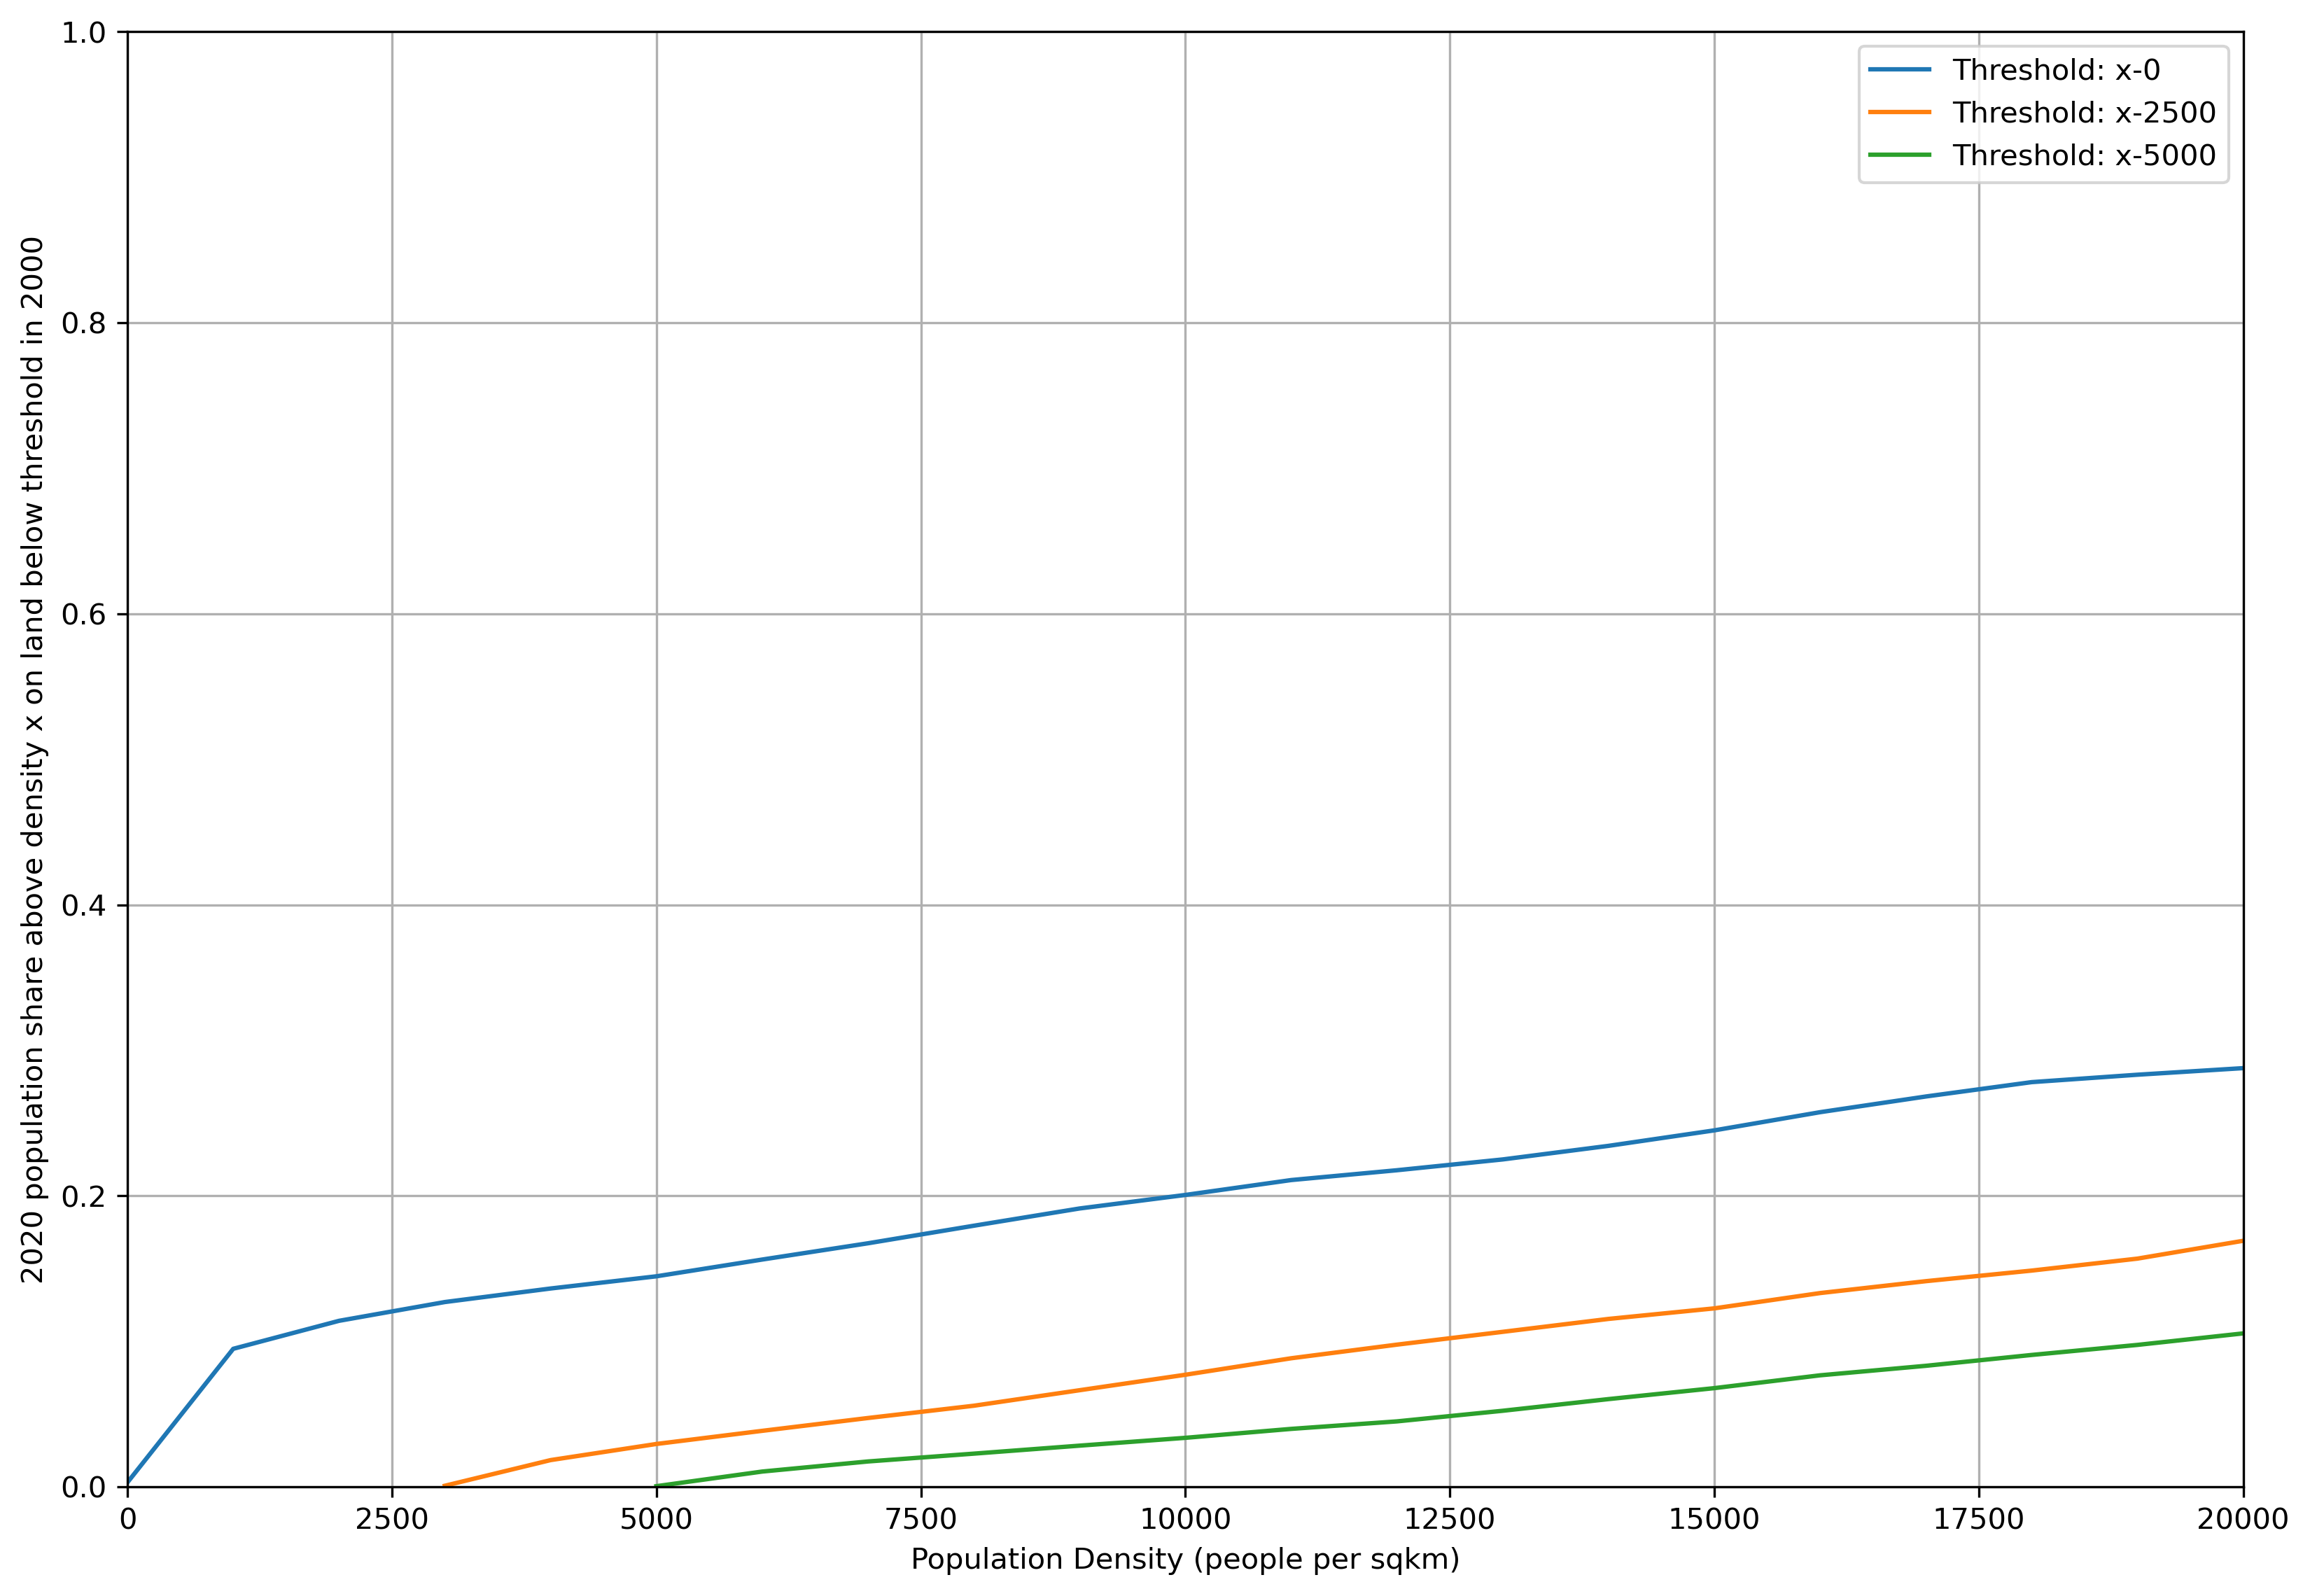 1.0
0.8
0.6
0.4
0.2
0.0
2020 population share above density x on land below threshold in 2000
Threshold: x-0
Threshold: x-2500
Threshold: x-5000
0 2500 5000 7500 10000 12500 15000 17500 20000
Population Density (people per sqkm)